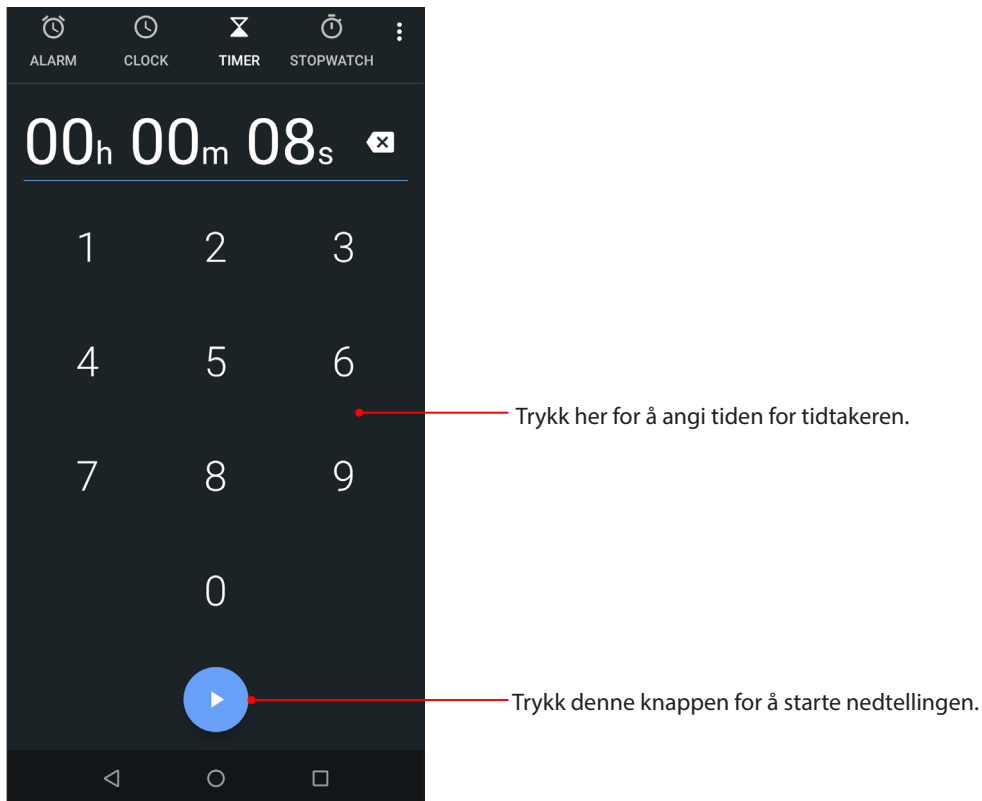 ALARM CLOCK TIMER STOPWATCH
00h 00m 08s
1 2 3
4 5 6
Trykk her for å angi tiden for tidtakeren.
7 8 9
0
Trykk denne knappen for å starte nedtellingen.